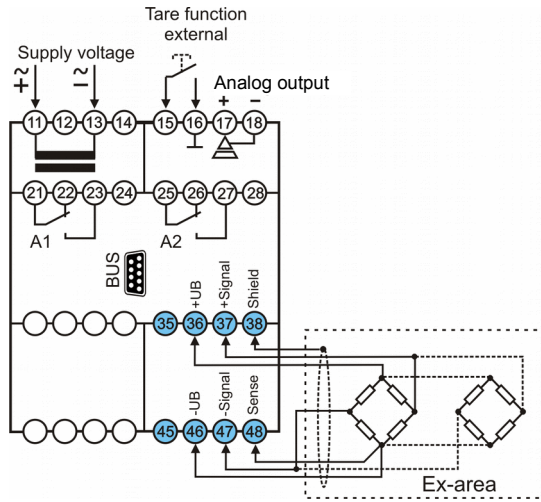 Tare function
external
Supply voltage
+ ~
− ~
Analog output
+ −
11 12 13 14 15 16 17 18
21 22 23 24 25 26 27 28
A1 A2
BUS
+UB
+Signal
Shield
35 36 37 38
-UB
-Signal
Sense
45 46 47 48
Ex-area